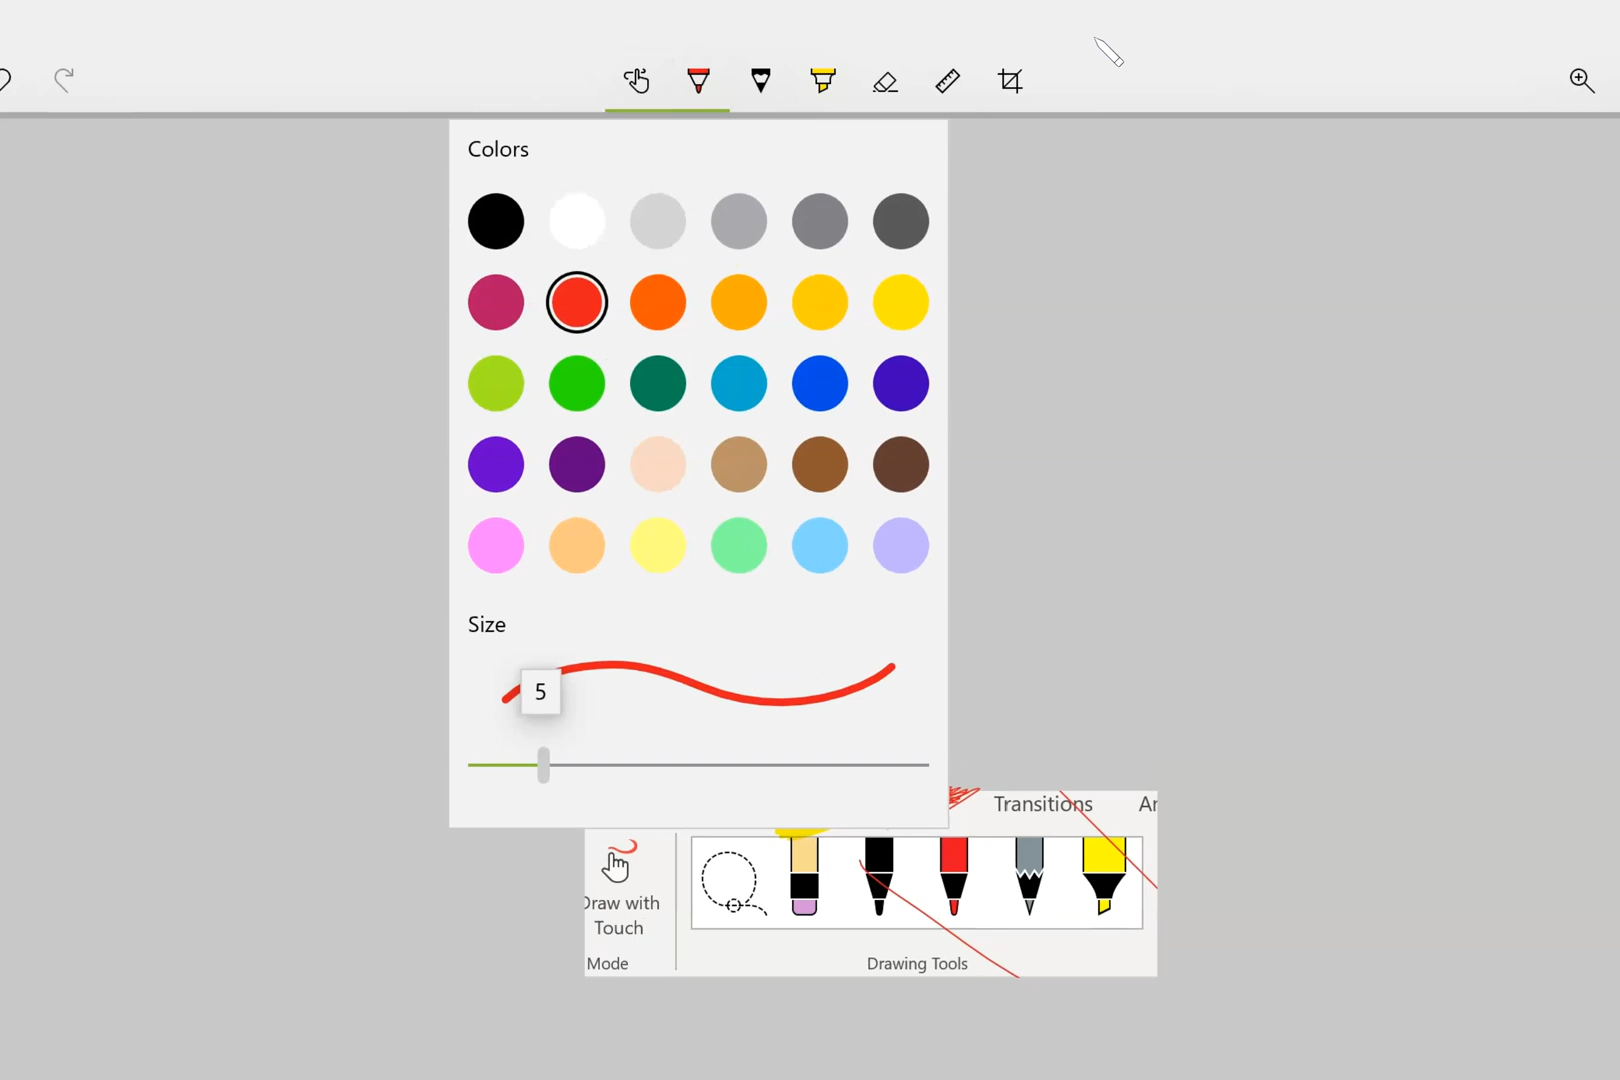 Colors
Size
5
Transitions
Draw with
Touch
Mode
Drawing Tools